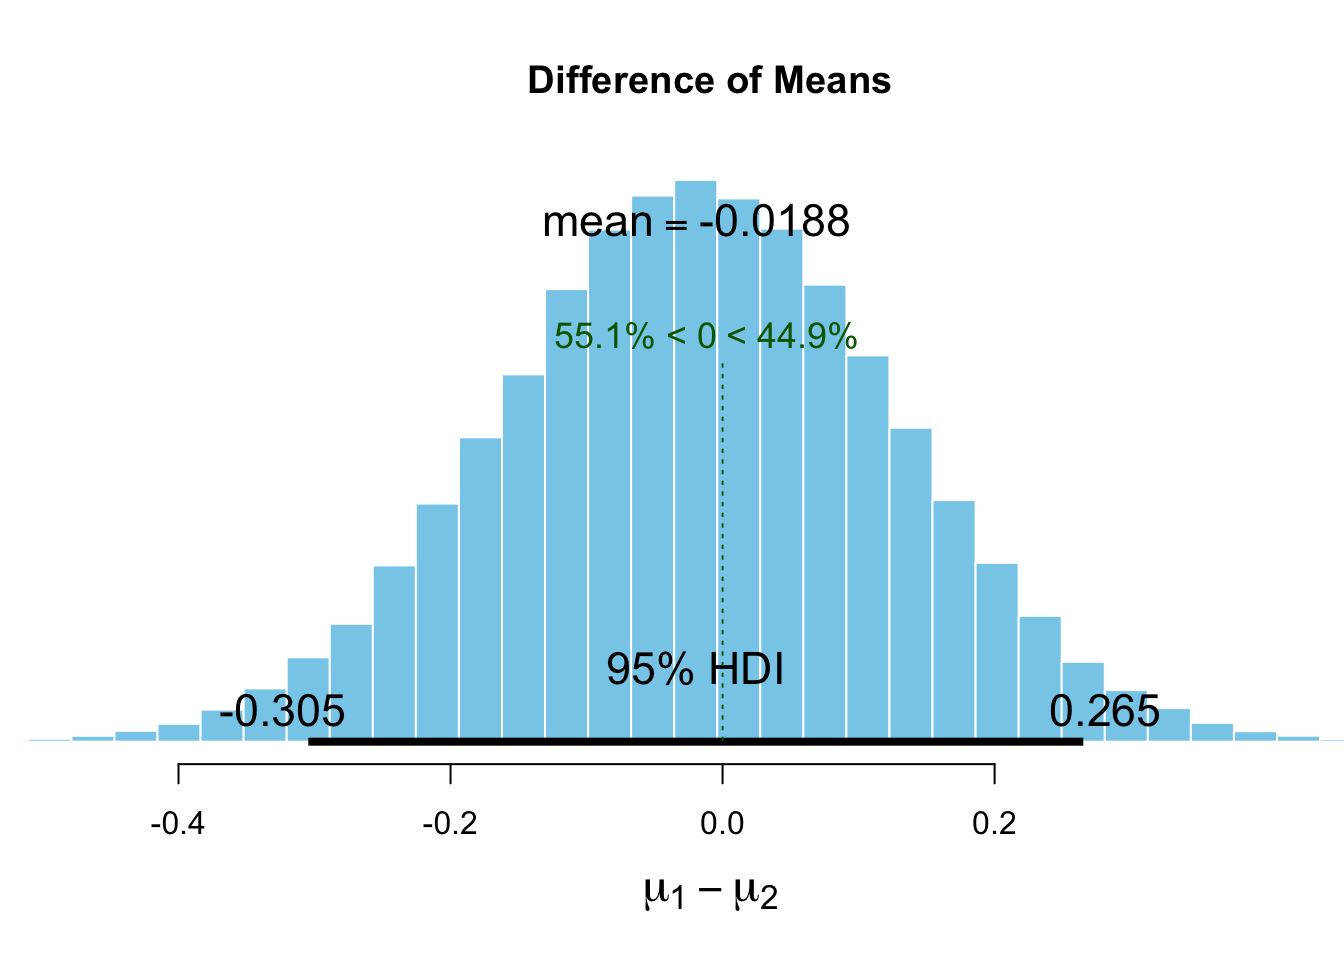 Difference of Means
mean = -0.0188
55.1% < 0 < 44.9%
95% HDI
-0.305 0.265
-0.4 -0.2 0.0 0.2
μ₁ − μ₂